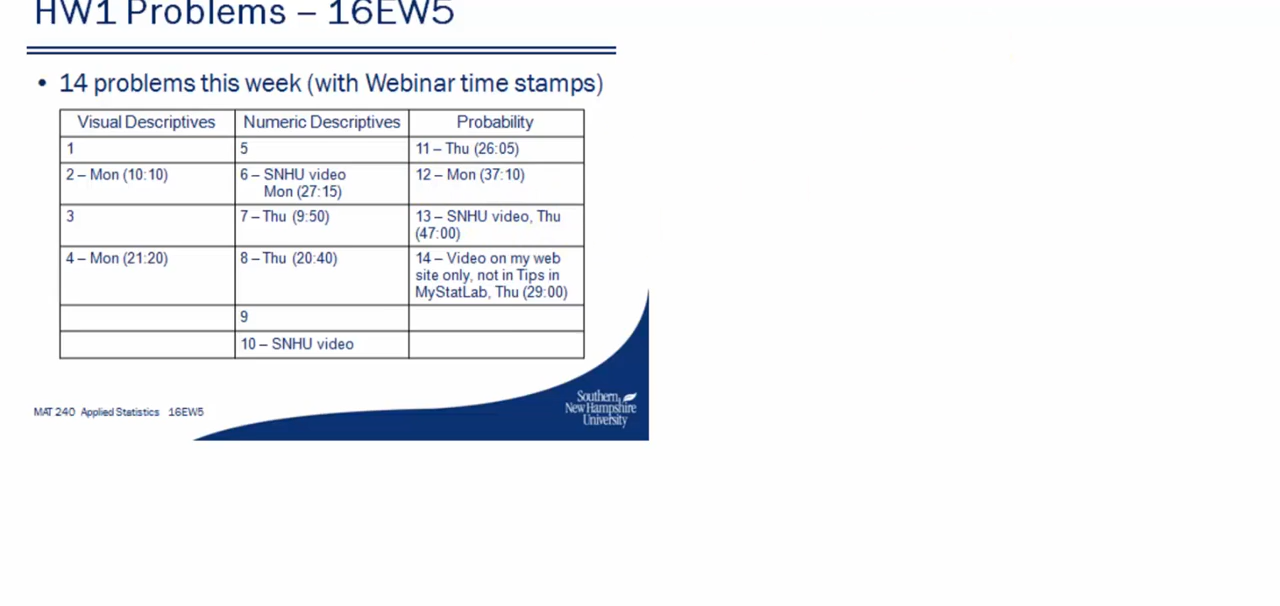 HW1 Problems – 16EW5
• 14 problems this week (with Webinar time stamps)
Visual Descriptives Numeric Descriptives Probability
1 5 11 – Thu (26:05)
2 – Mon (10:10) 6 – SNHU video 12 – Mon (37:10)
Mon (27:15)
3 7 – Thu (9:50) 13 – SNHU video, Thu
(47:00)
4 – Mon (21:20) 8 – Thu (20:40) 14 – Video on my web
site only, not in Tips in
MyStatLab, Thu (29:00)
9
10 – SNHU video
MAT 240 Applied Statistics 16EW5
Southern
New Hampshire
University